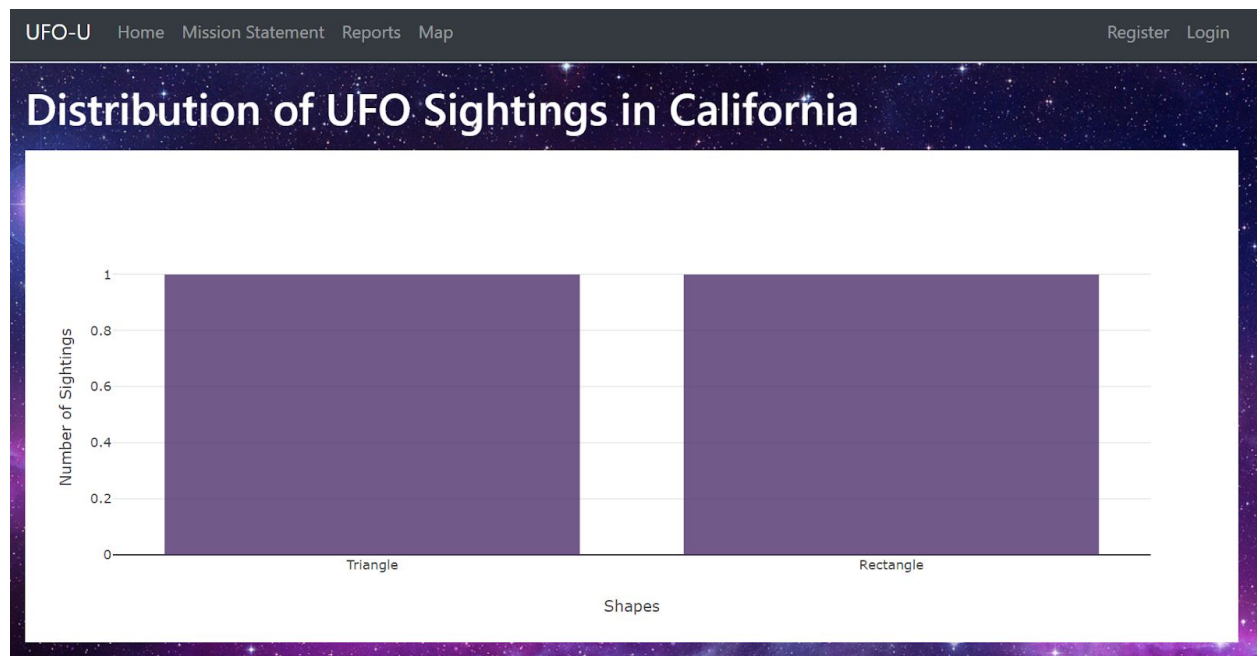 UFO-U Home Mission Statement Reports Map Register Login
Distribution of UFO Sightings in California
1
0.8
0.6
0.4
0.2
0
Number of Sightings
Triangle Rectangle
Shapes